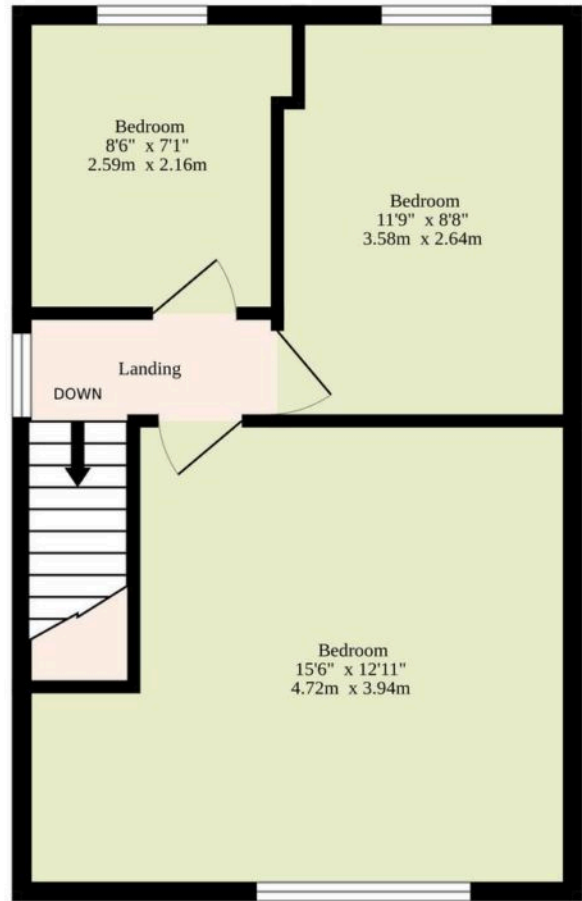 Bedroom
8'6" x 7'1"
2.59m x 2.16m
Bedroom
11'9" x 8'8"
3.58m x 2.64m
Landing
DOWN
Bedroom
15'6" x 12'11"
4.72m x 3.94m